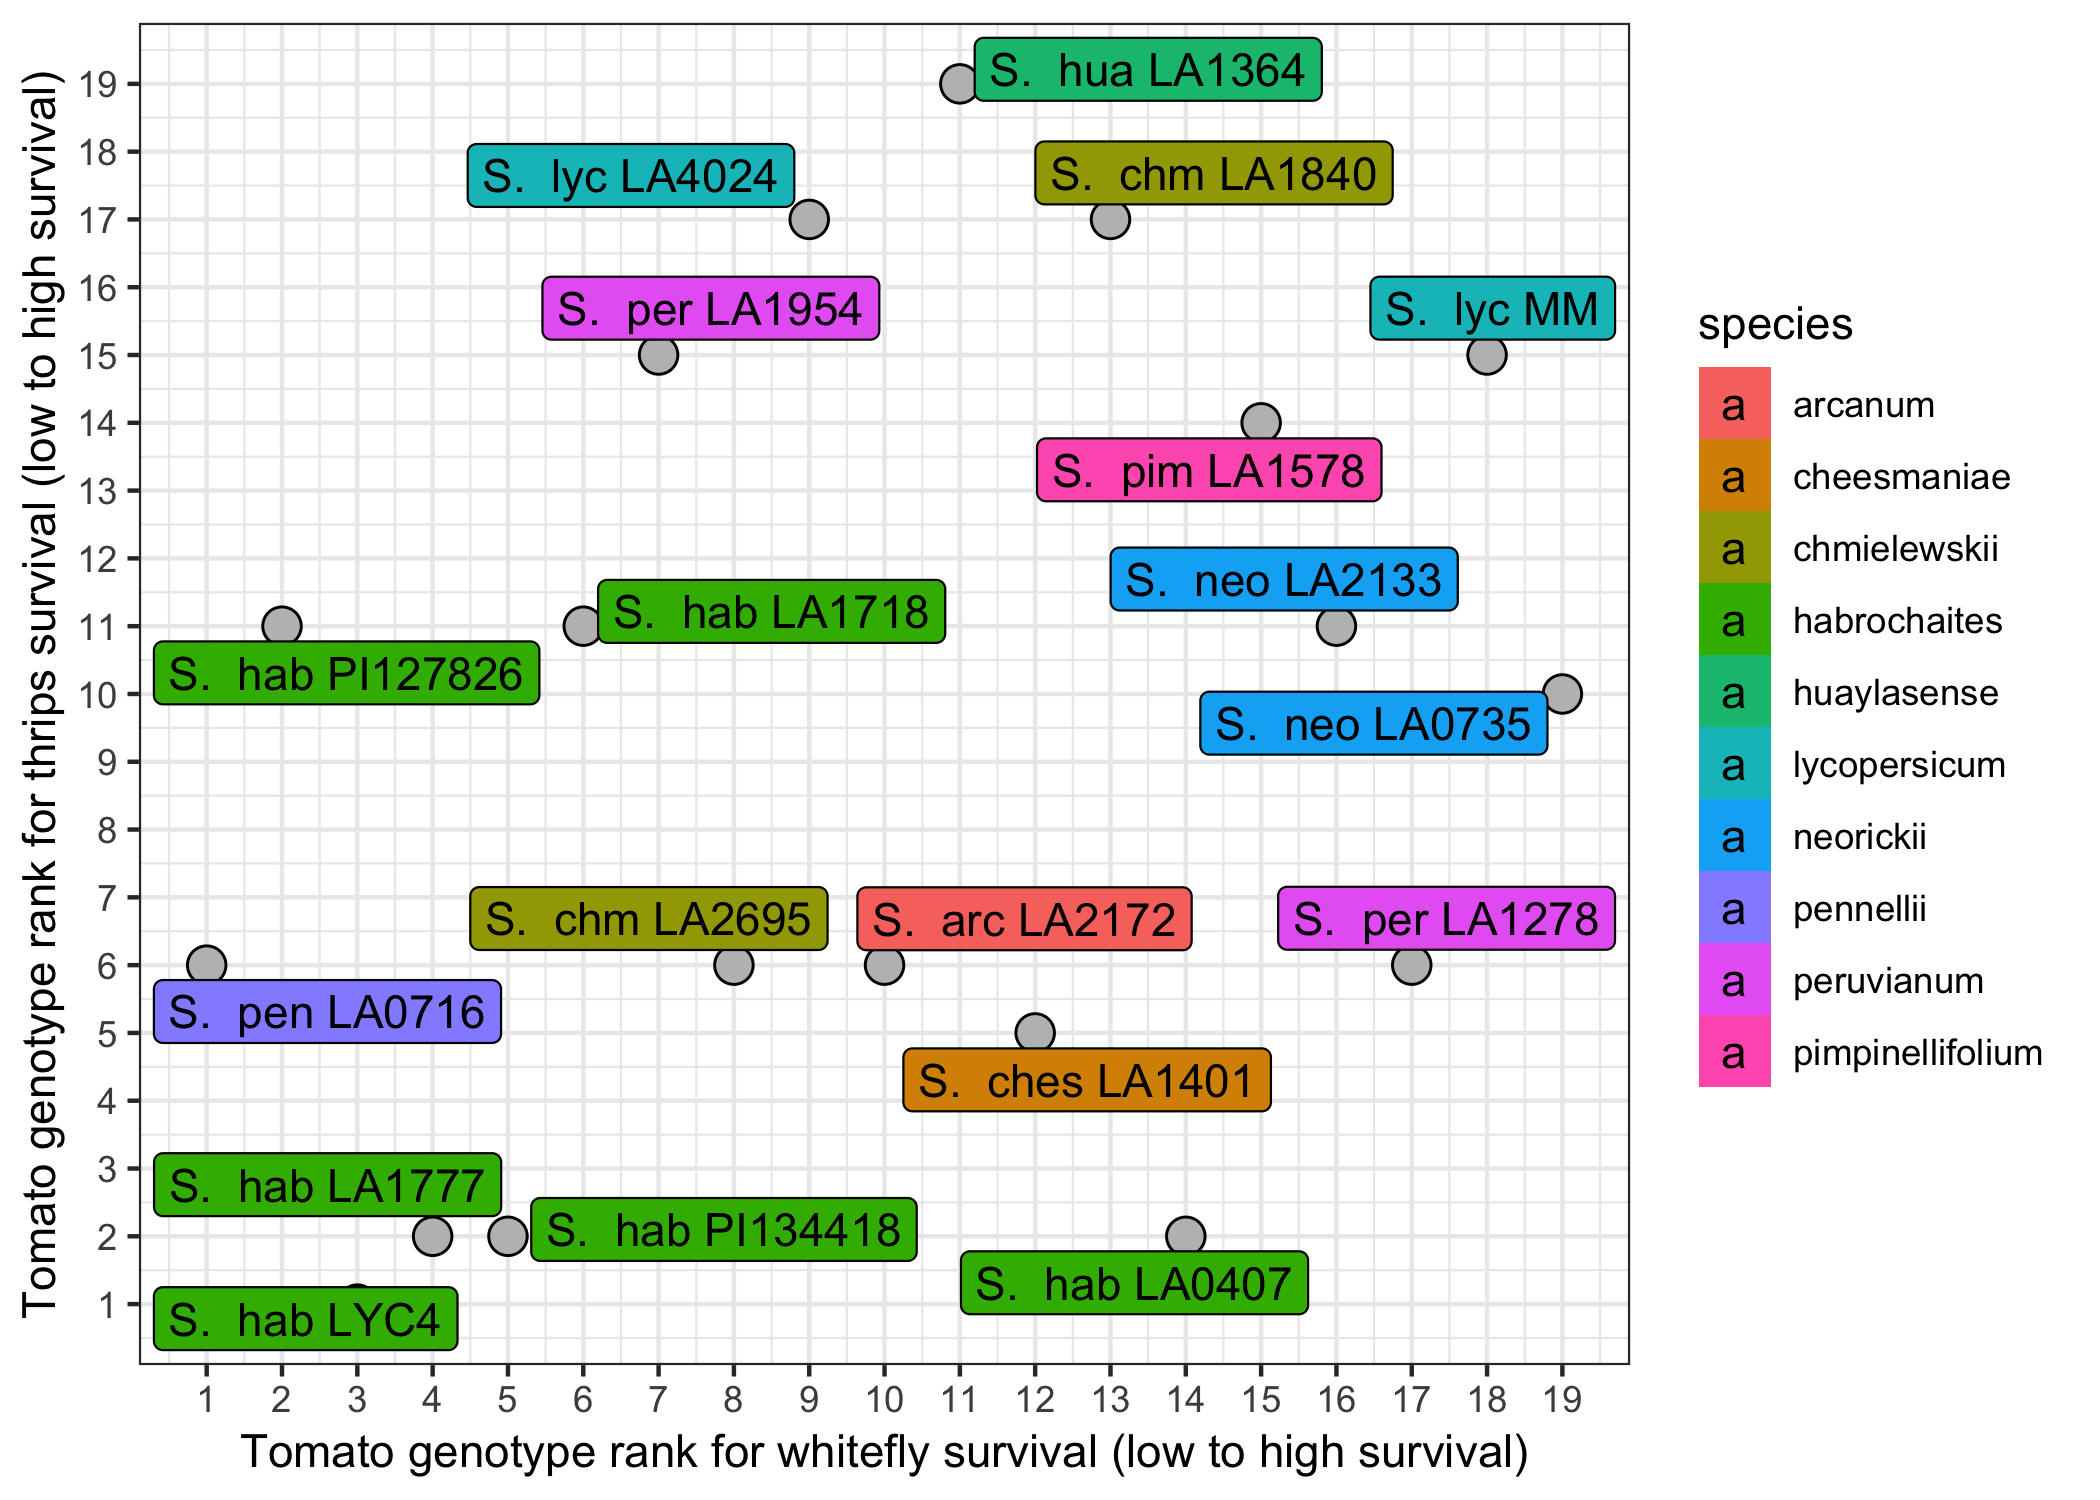 Tomato genotype rank for thrips survival (low to high survival)
19
18
17
16
15
14
13
12
11
10
9
8
7
6
5
4
3
2
1
S.  hua LA1364
S.  lyc LA4024
S.  chm LA1840
S.  per LA1954
S.  lyc MM
S.  pim LA1578
S.  neo LA2133
S.  hab LA1718
S.  hab PI127826
S.  neo LA0735
S.  chm LA2695
S.  arc LA2172
S.  per LA1278
S.  pen LA0716
S.  ches LA1401
S.  hab LA1777
S.  hab PI134418
S.  hab LA0407
S.  hab LYC4
1 2 3 4 5 6 7 8 9 10 11 12 13 14 15 16 17 18 19
Tomato genotype rank for whitefly survival (low to high survival)
species
a arcanum
a cheesmaniae
a chmielewskii
a habrochaites
a huaylasense
a lycopersicum
a neorickii
a pennellii
a peruvianum
a pimpinellifolium